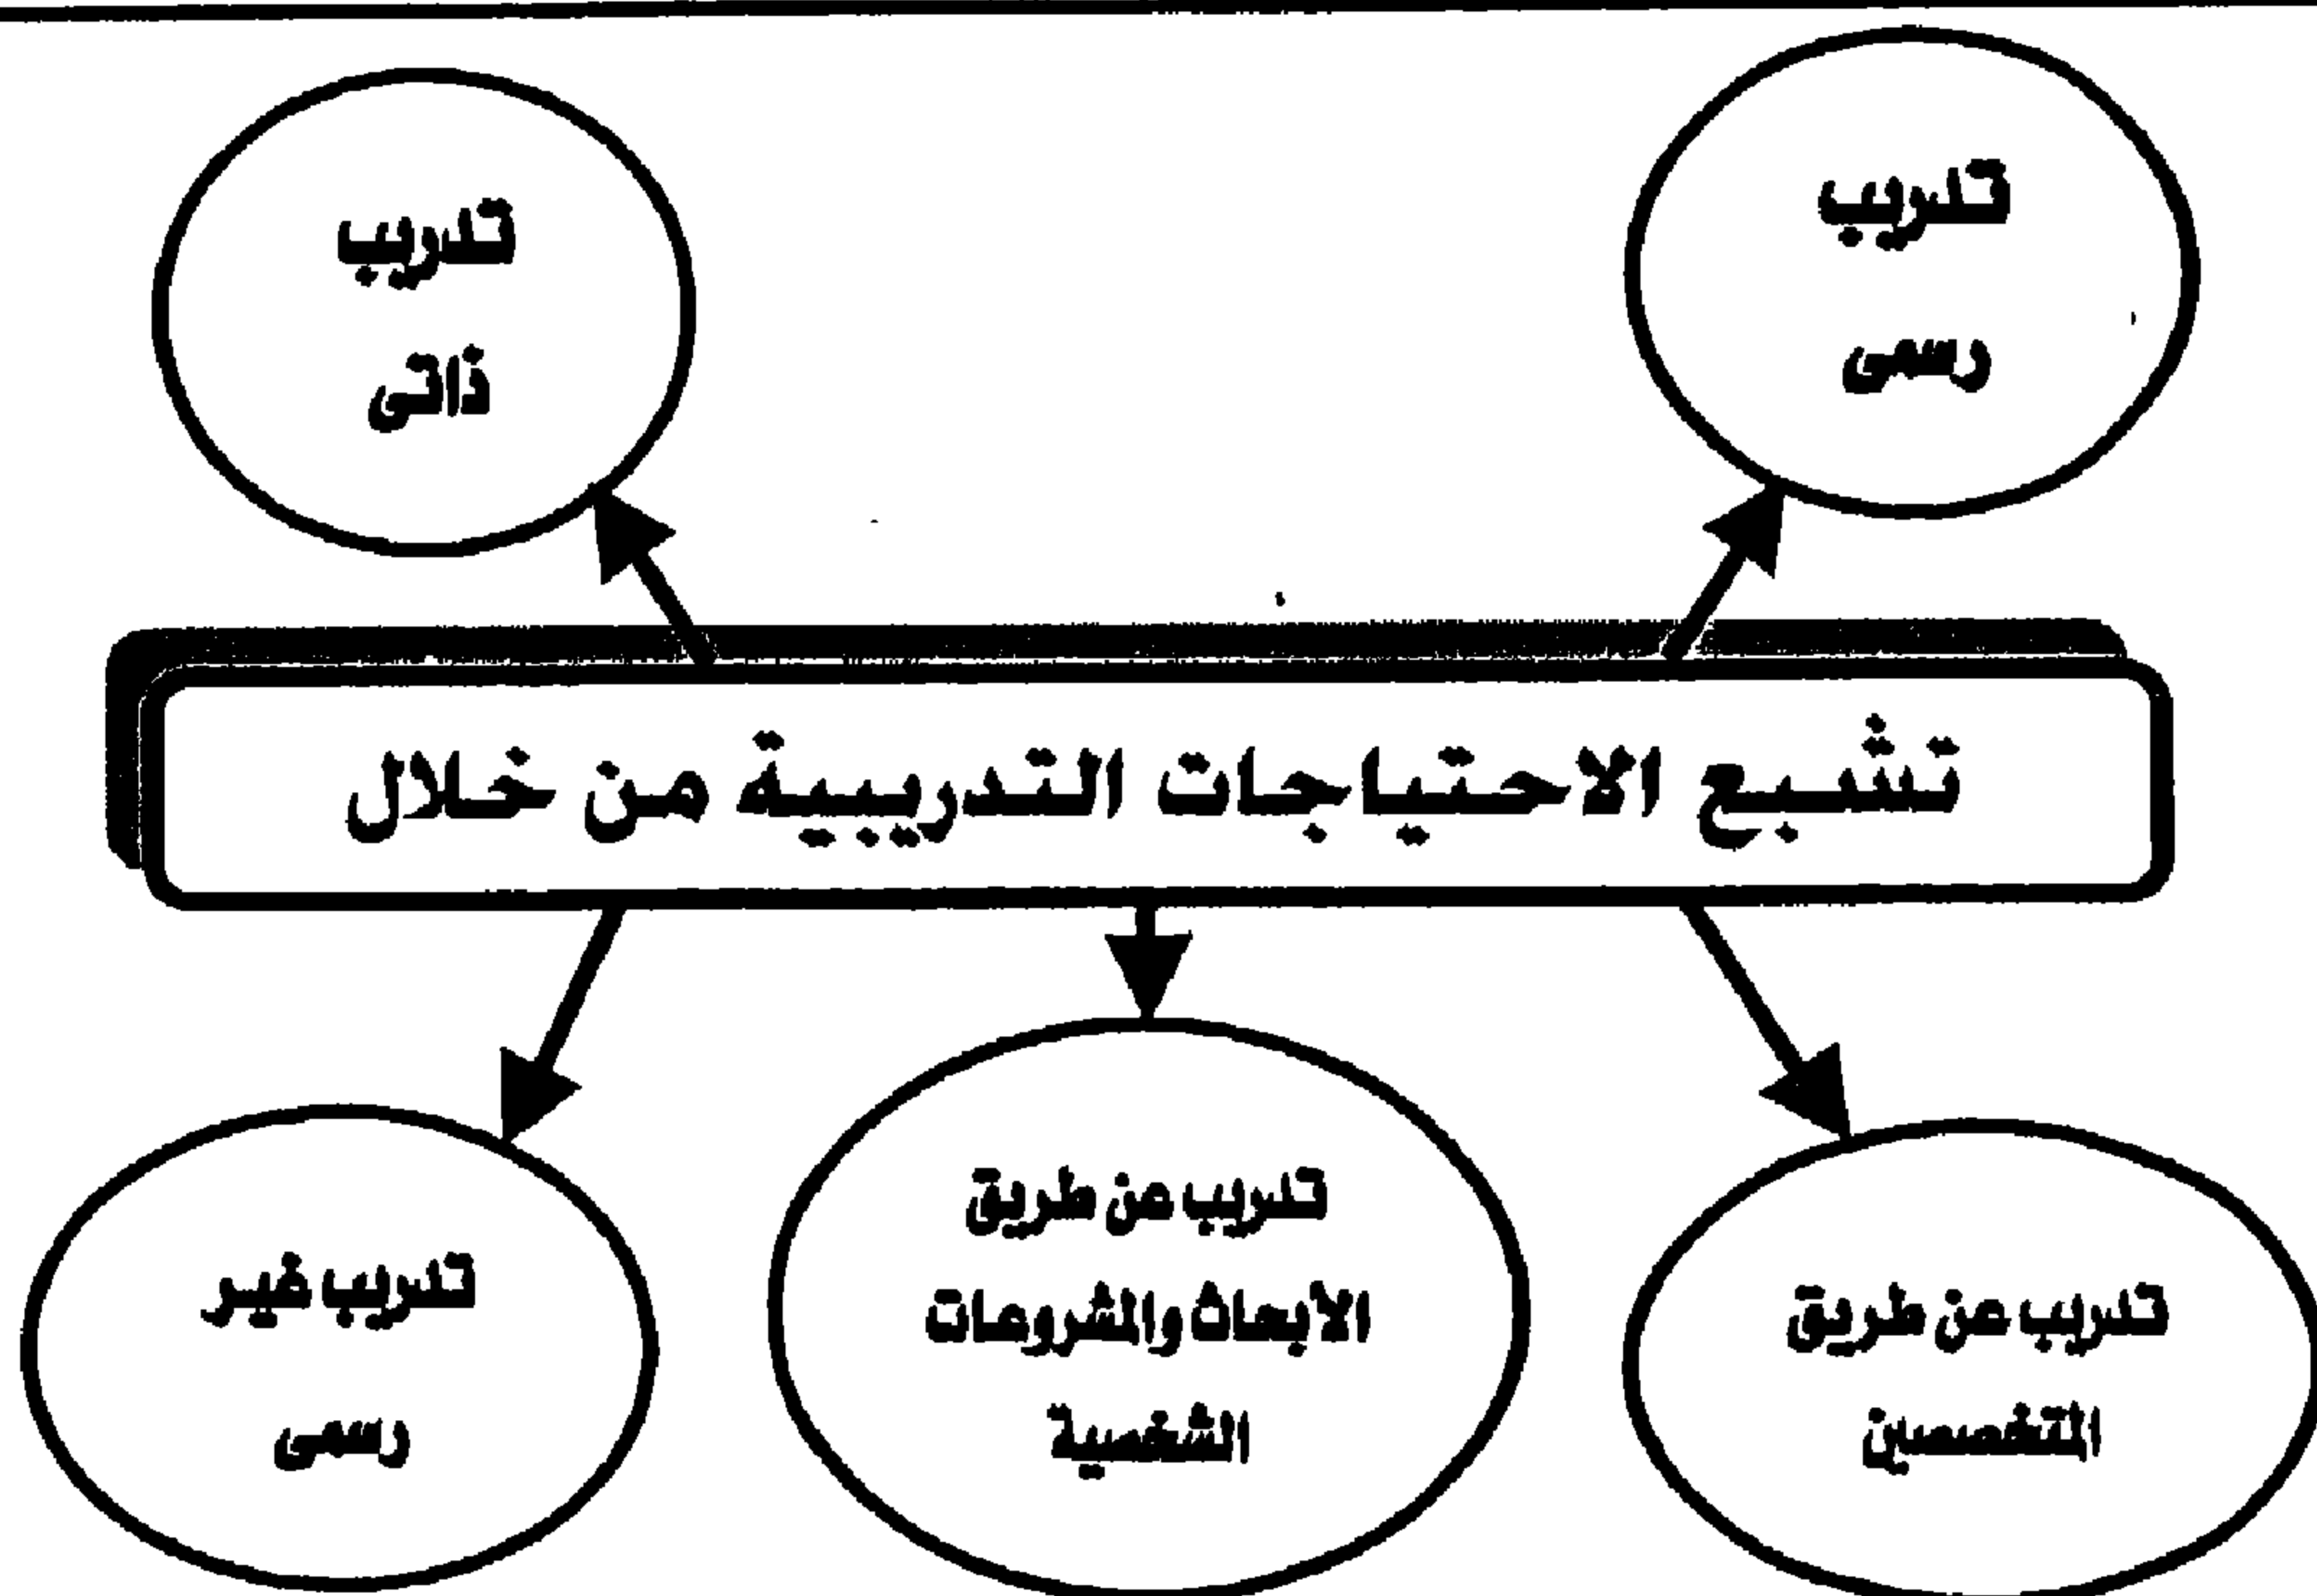 تدريب
رسمى
تدريب
ذاتى
تشبع الاحتياجات التدريبية من خلال
تدريب عن طريق
المتخصصين
تدريب عن طريق
الابحاث والمشروعات
الشخصية
تدريب غير
رسمى